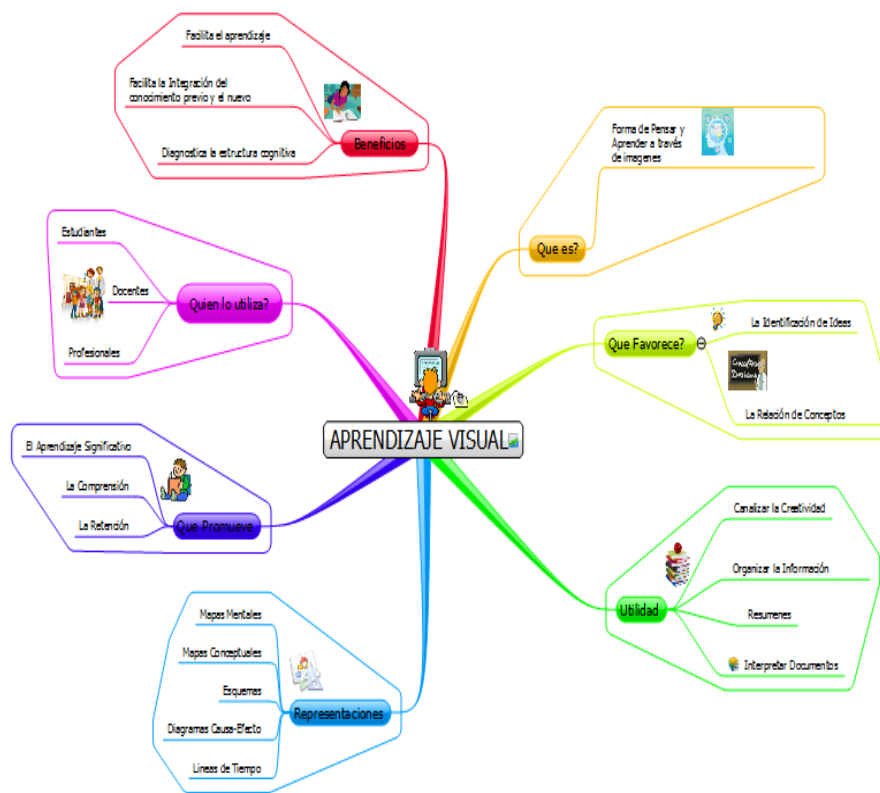 APRENDIZAJE VISUAL
Beneficios
Facilita el aprendizaje
Facilita la Integración del
conocimiento previo y el nuevo
Diagnostica la estructura cognitiva
Que es?
Forma de Pensar y
Aprender a través
de imagenes
Quien lo utiliza?
Estudiantes
Docentes
Profesionales
Que Favorece?
La Identificación de Ideas
La Relación de Conceptos
Que Promueve
El Aprendizaje Significativo
La Comprensión
La Retención
Utilidad
Canalizar la Creatividad
Organizar la Información
Resumenes
Interpretar Documentos
Representaciones
Mapas Mentales
Mapas Conceptuales
Esquemas
Diagramas Causa-Efecto
Lineas de Tiempo